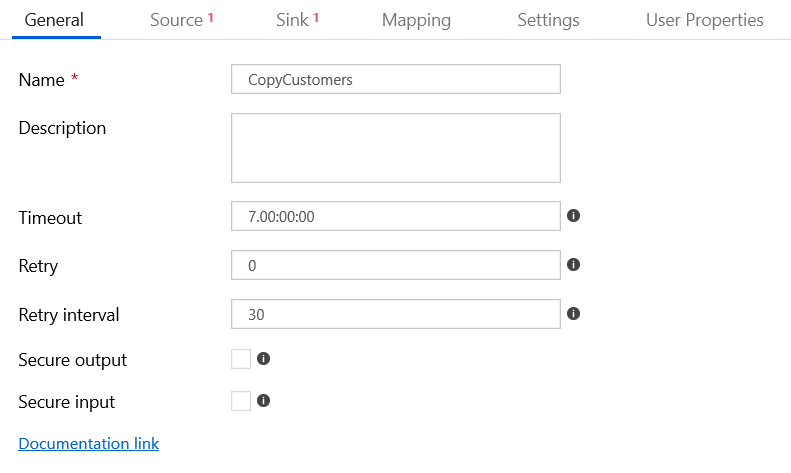 General Source 1 Sink 1 Mapping Settings User Properties
Name * CopyCustomers
Description
Timeout 7.00:00:00
Retry 0
Retry interval 30
Secure output
Secure input
Documentation link